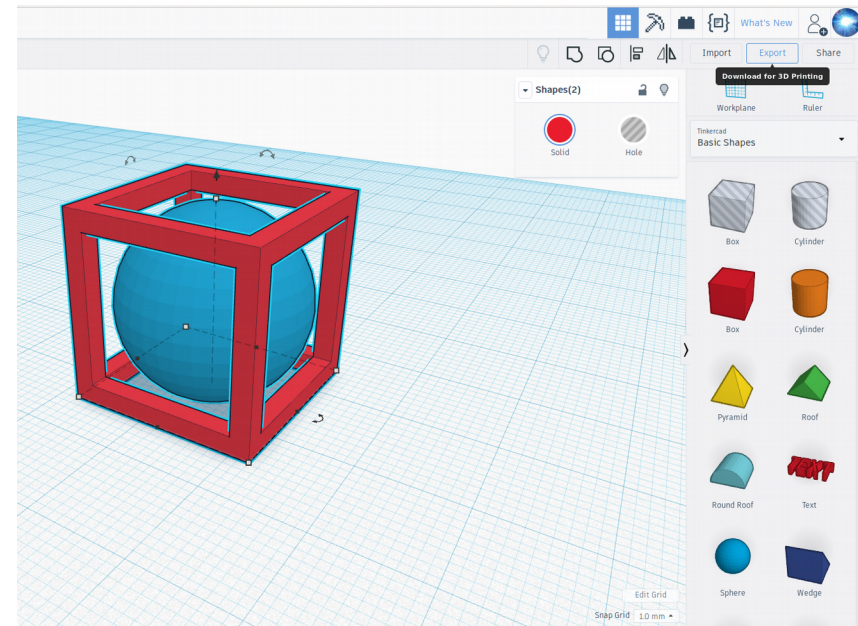 What's New
Import
Export
Share
Download for 3D Printing
Shapes(2)
Workplane
Ruler
Solid
Hole
Tinkercad
Basic Shapes
Box
Cylinder
Box
Cylinder
Pyramid
Roof
Round Roof
Text
TEXT
Sphere
Wedge
Edit Grid
Snap Grid 1.0 mm